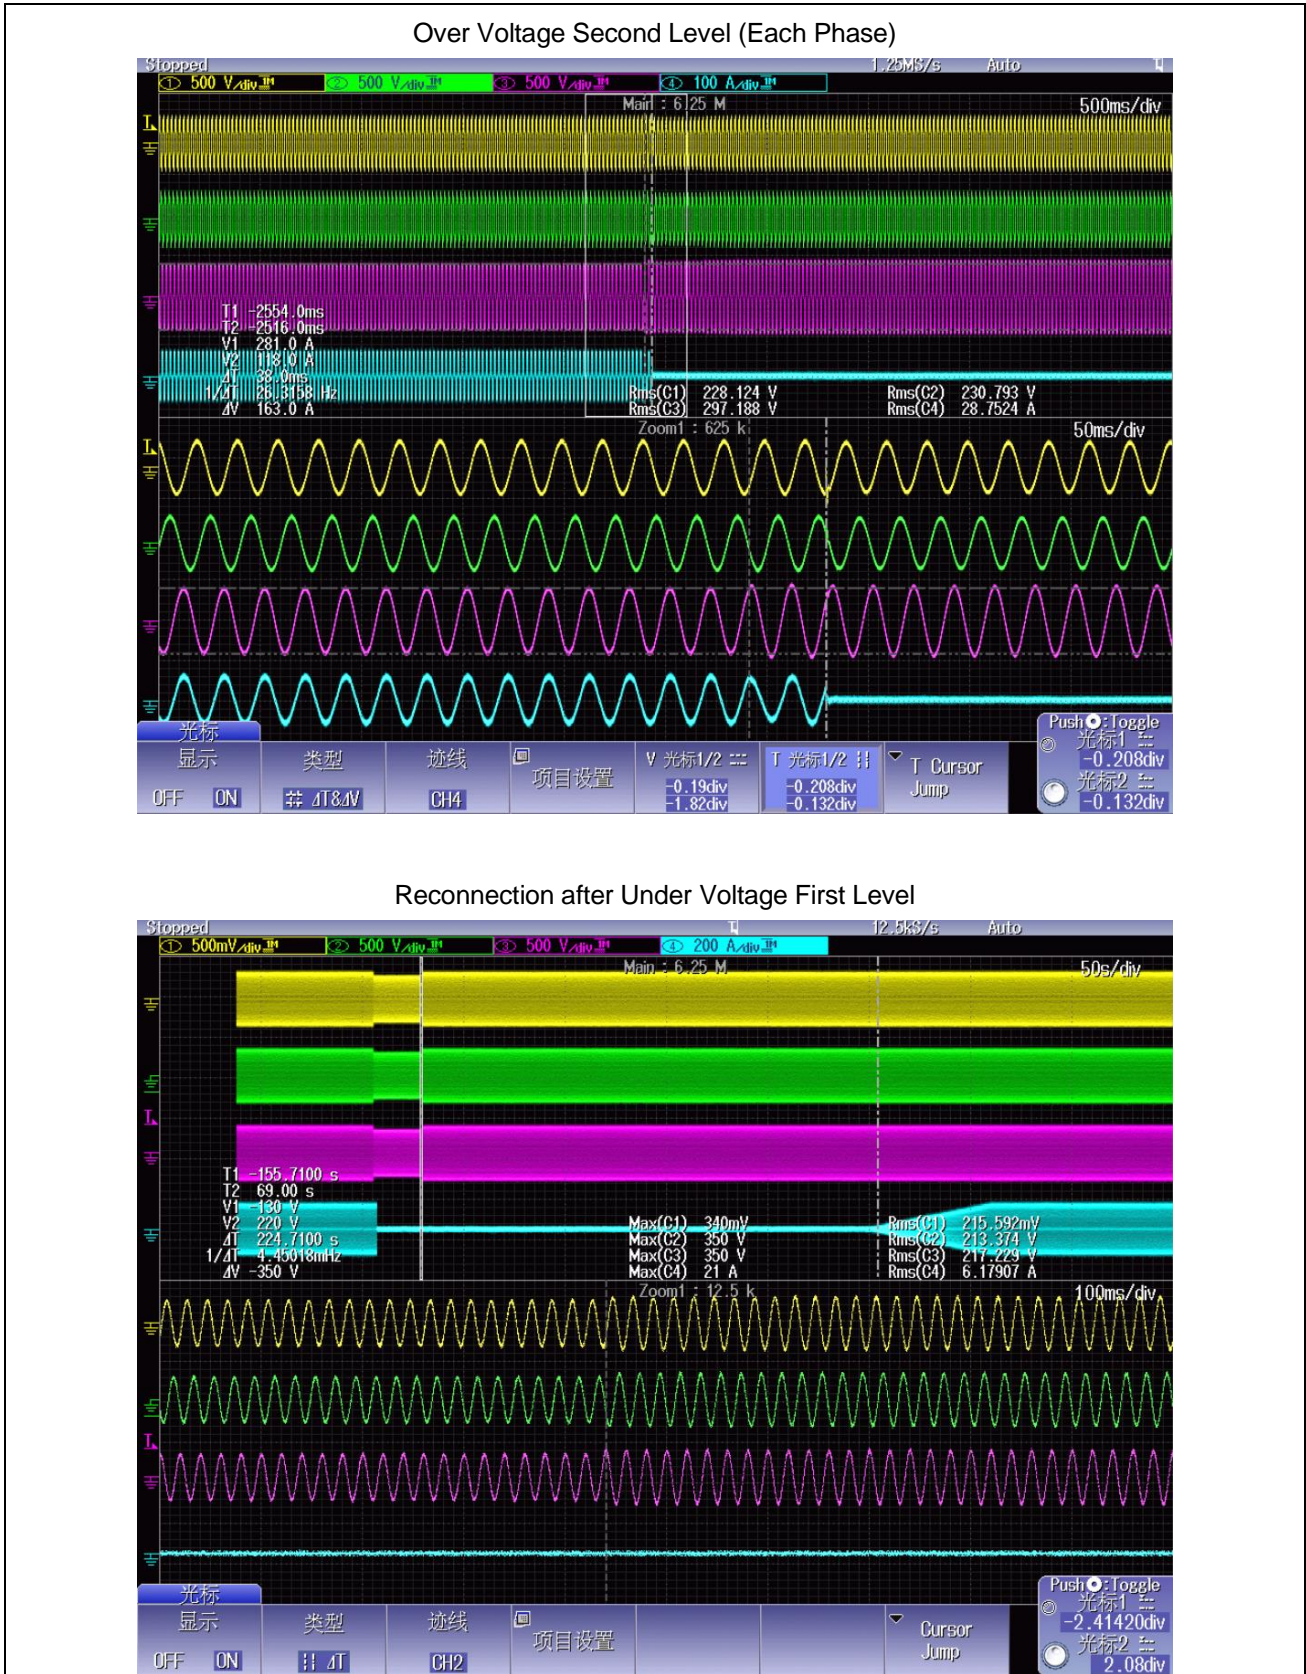 Over Voltage Second Level (Each Phase)
Stopped 1.25MS/s Auto
① 500 V/div ② 500 V/div ③ 500 V/div ④ 100 A/div
Main : 6.25 M 500ms/div
T1 -2554.0ms
T2 -2516.0ms
V1 281.0 A
V2 118.0 A
ΔT 38.0ms
1/ΔT 26.3158 Hz
ΔV 163.0 A
Rms(C1) 228.124 V Rms(C2) 230.793 V
Rms(C3) 297.188 V Rms(C4) 28.7524 A
Zoom1 : 625 k 50ms/div
光标
显示 类型 迹线 项目设置 V 光标1/2 T 光标1/2 T Cursor Jump
OFF ON ΔT&ΔV CH4 -0.19div -0.208div
-1.82div -0.132div
Push :Toggle
光标1
-0.208div
光标2
-0.132div
Reconnection after Under Voltage First Level
Stopped 12.5kS/s Auto
① 500mV/div ② 500 V/div ③ 500 V/div ④ 200 A/div
Main : 6.25 M 50s/div
T1 -155.7100 s
T2 69.00 s
V1 -130 V
V2 220 V
ΔT 224.7100 s
1/ΔT 4.45018mHz
ΔV -350 V
Max(C1) 340mV Rms(C1) 215.592mV
Max(C2) 350 V Rms(C2) 213.374 V
Max(C3) 350 V Rms(C3) 217.229 V
Max(C4) 21 A Rms(C4) 6.17907 A
Zoom1 : 12.5 k 100ms/div
光标
显示 类型 迹线 项目设置 Cursor Jump
OFF ON ΔT CH2
Push :Toggle
光标1
-2.41420div
光标2
2.08div